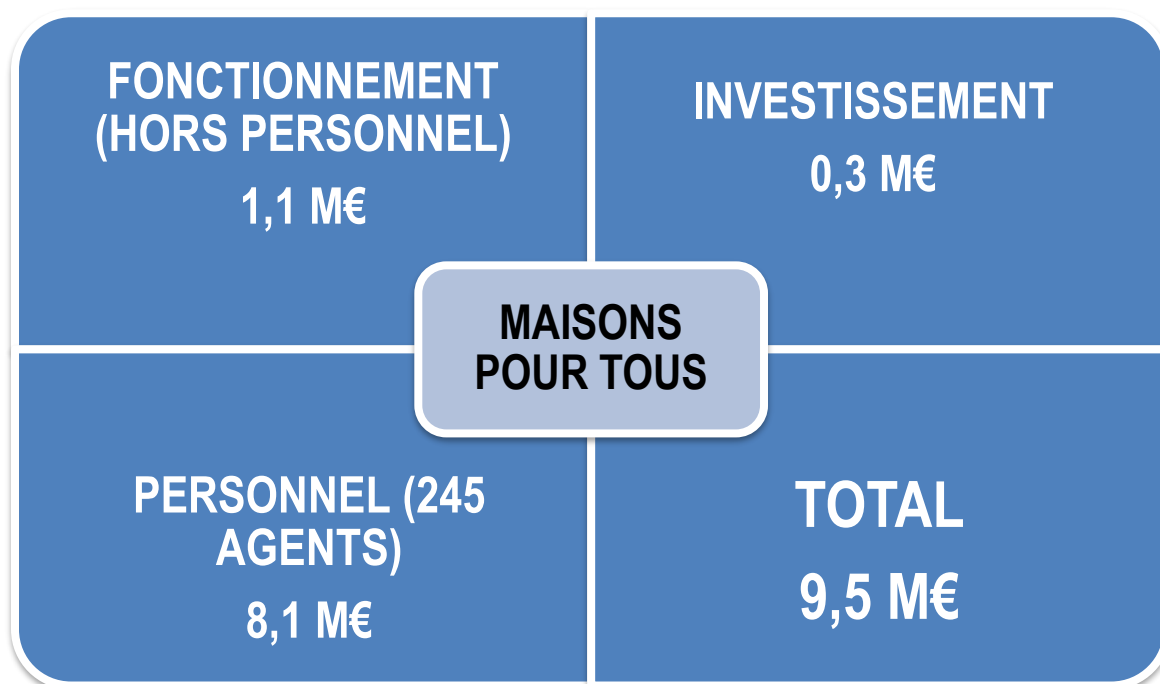 FONCTIONNEMENT
(HORS PERSONNEL)
1,1 M€
INVESTISSEMENT
0,3 M€
MAISONS
POUR TOUS
PERSONNEL (245
AGENTS)
8,1 M€
TOTAL
9,5 M€